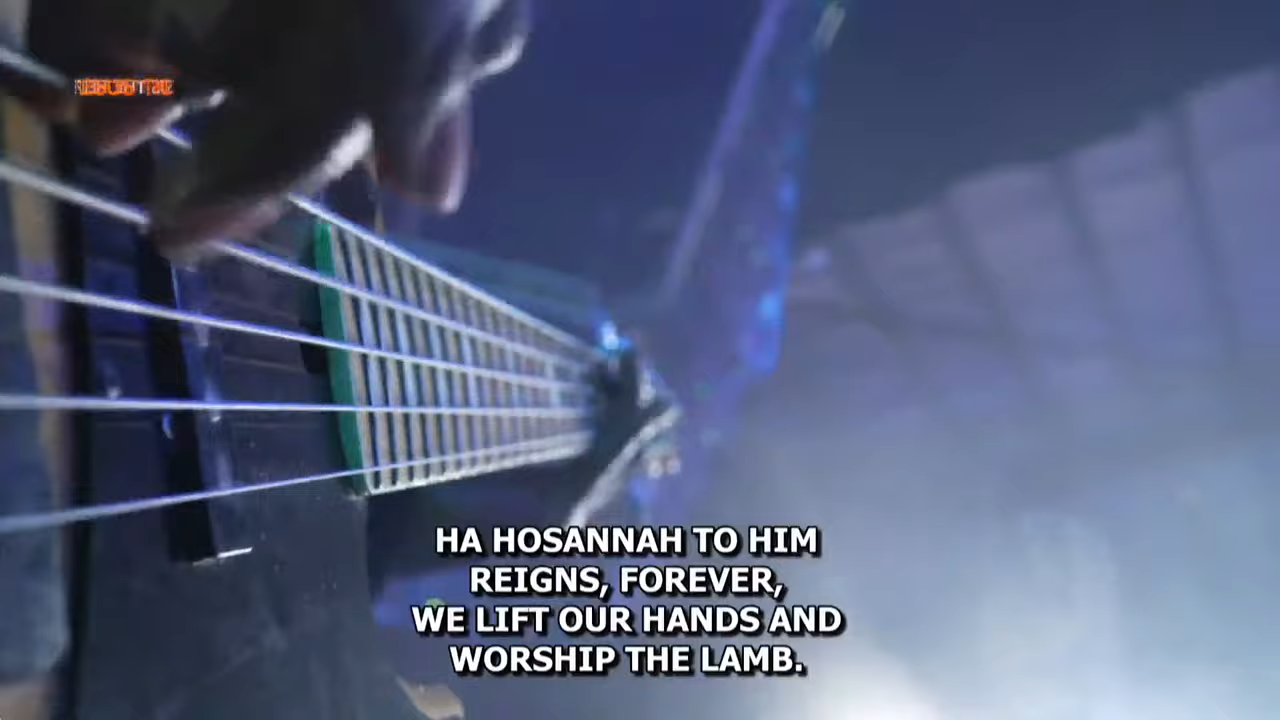 HA HOSANNAH TO HIM
REIGNS, FOREVER,
WE LIFT OUR HANDS AND
WORSHIP THE LAMB.